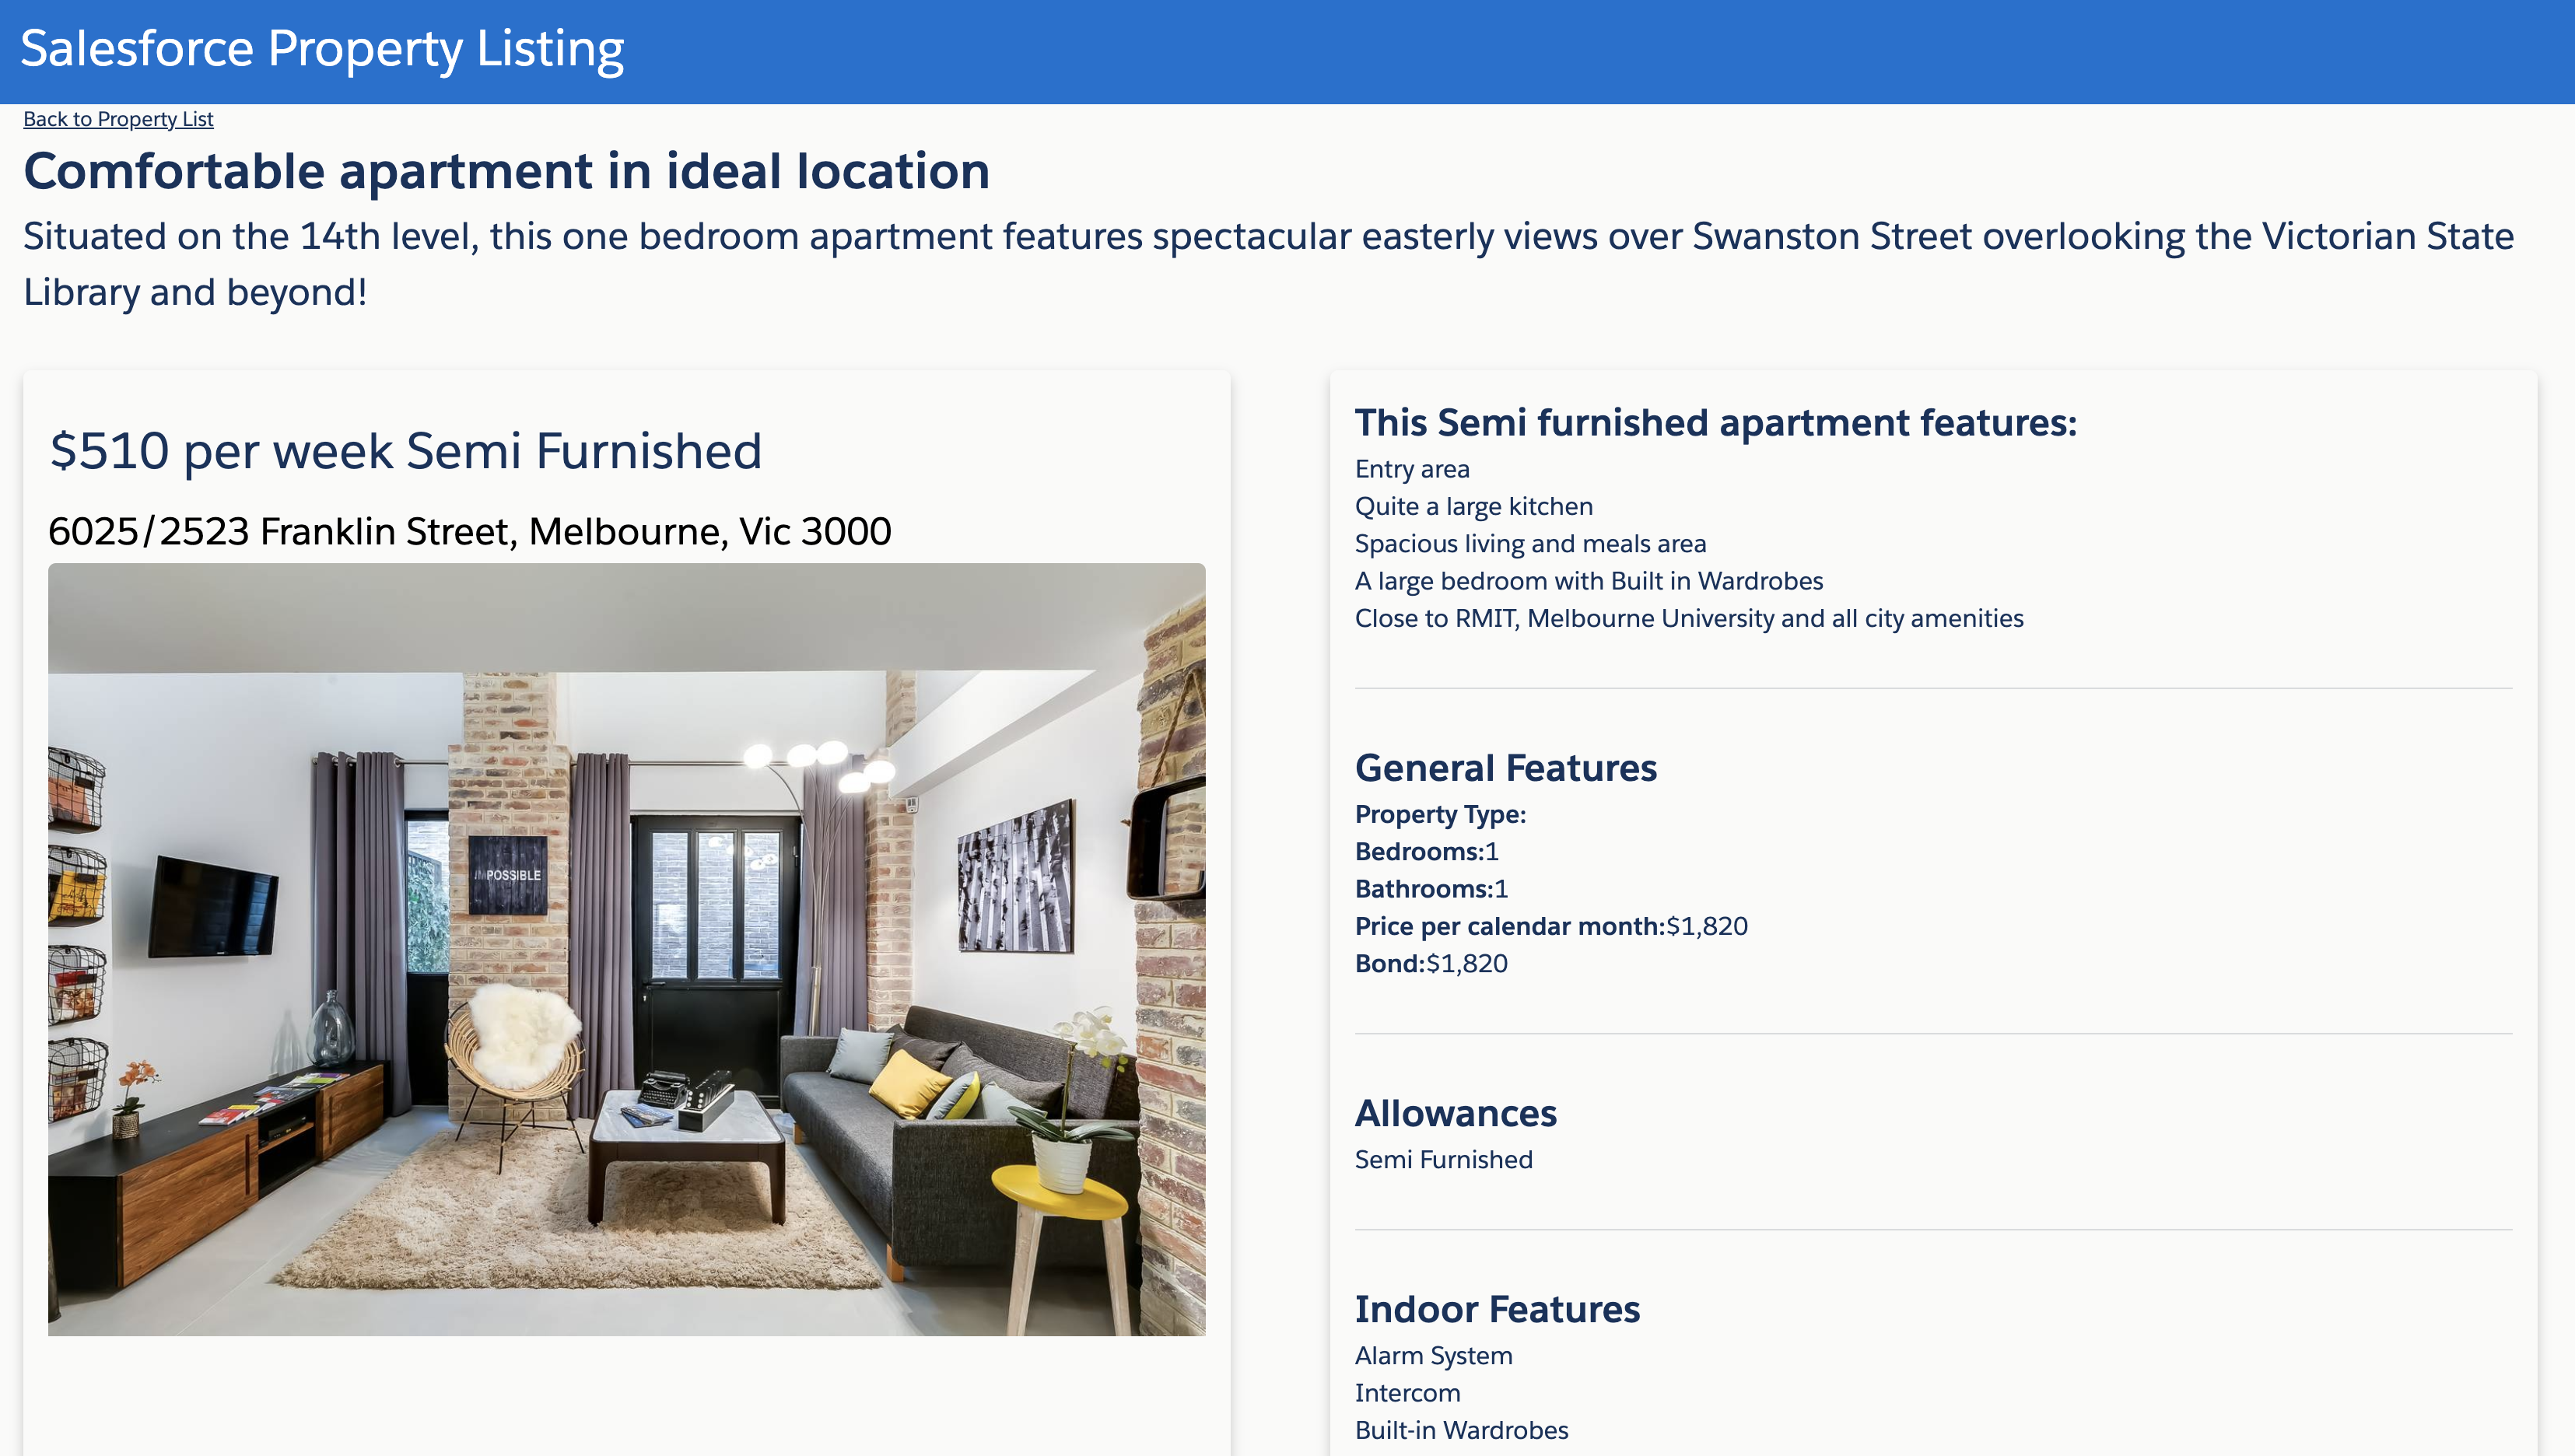 Salesforce Property Listing
Back to Property List
Comfortable apartment in ideal location
Situated on the 14th level, this one bedroom apartment features spectacular easterly views over Swanston Street overlooking the Victorian State
Library and beyond!
$510 per week Semi Furnished
6025/2523 Franklin Street, Melbourne, Vic 3000
IMPOSSIBLE
This Semi furnished apartment features:
Entry area
Quite a large kitchen
Spacious living and meals area
A large bedroom with Built in Wardrobes
Close to RMIT, Melbourne University and all city amenities
General Features
Property Type:
Bedrooms:1
Bathrooms:1
Price per calendar month:$1,820
Bond:$1,820
Allowances
Semi Furnished
Indoor Features
Alarm System
Intercom
Built-in Wardrobes